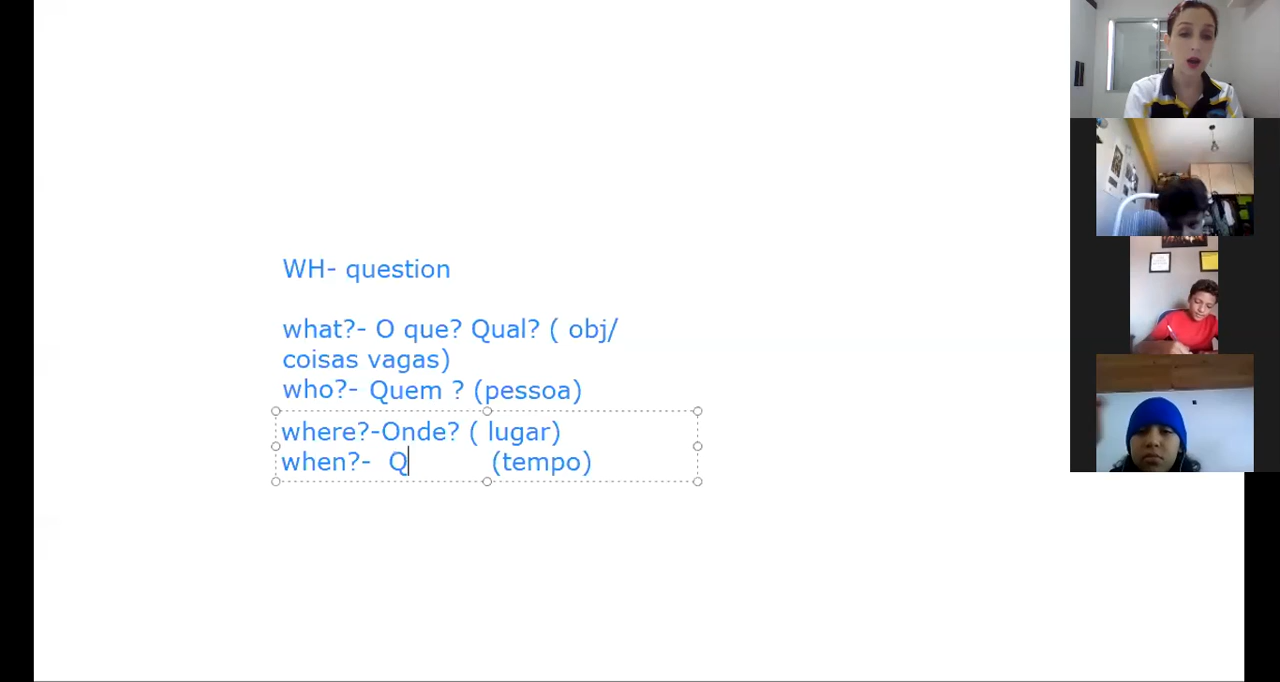 WH- question
what?- O que? Qual? ( obj/
coisas vagas)
who?- Quem ? (pessoa)
where?-Onde? ( lugar)
when?- Q (tempo)